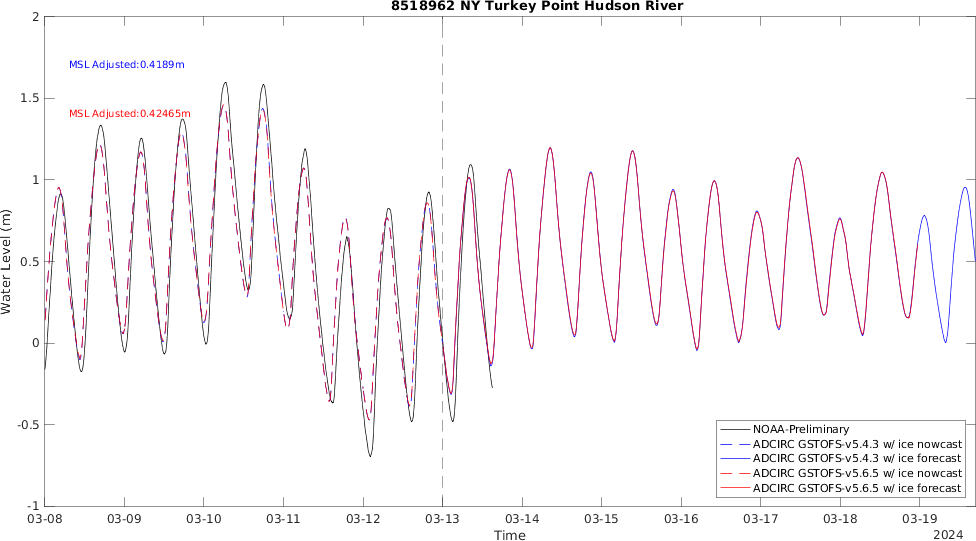 8518962 NY Turkey Point Hudson River
MSL Adjusted:0.4189m
MSL Adjusted:0.42465m
Water Level (m)
2
1.5
1
0.5
0
-0.5
-1
NOAA-Preliminary
ADCIRC GSTOFS-v5.4.3 w/ ice nowcast
ADCIRC GSTOFS-v5.4.3 w/ ice forecast
ADCIRC GSTOFS-v5.6.5 w/ ice nowcast
ADCIRC GSTOFS-v5.6.5 w/ ice forecast
03-08 03-09 03-10 03-11 03-12 03-13 03-14 03-15 03-16 03-17 03-18 03-19
2024
Time